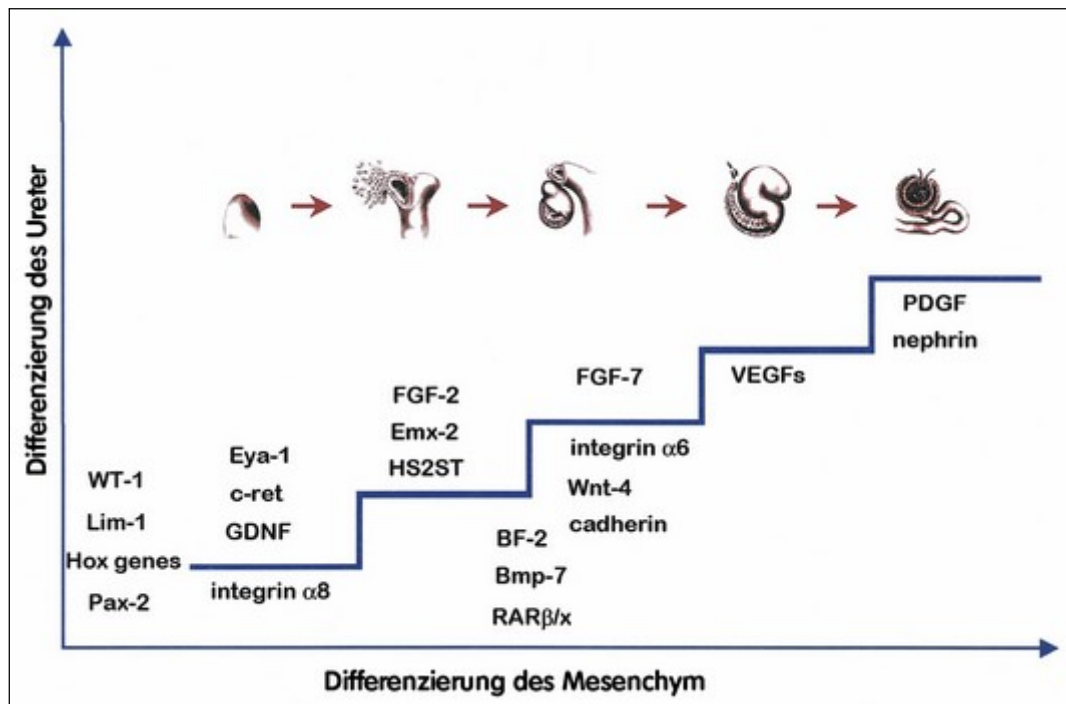 Differenzierung des Ureter
WT-1
Lim-1
Hox genes
Pax-2
Eya-1
c-ret
GDNF
integrin α8
FGF-2
Emx-2
HS2ST
BF-2
Bmp-7
RARβ/x
FGF-7
integrin α6
Wnt-4
cadherin
VEGFs
PDGF
nephrin
Differenzierung des Mesenchym